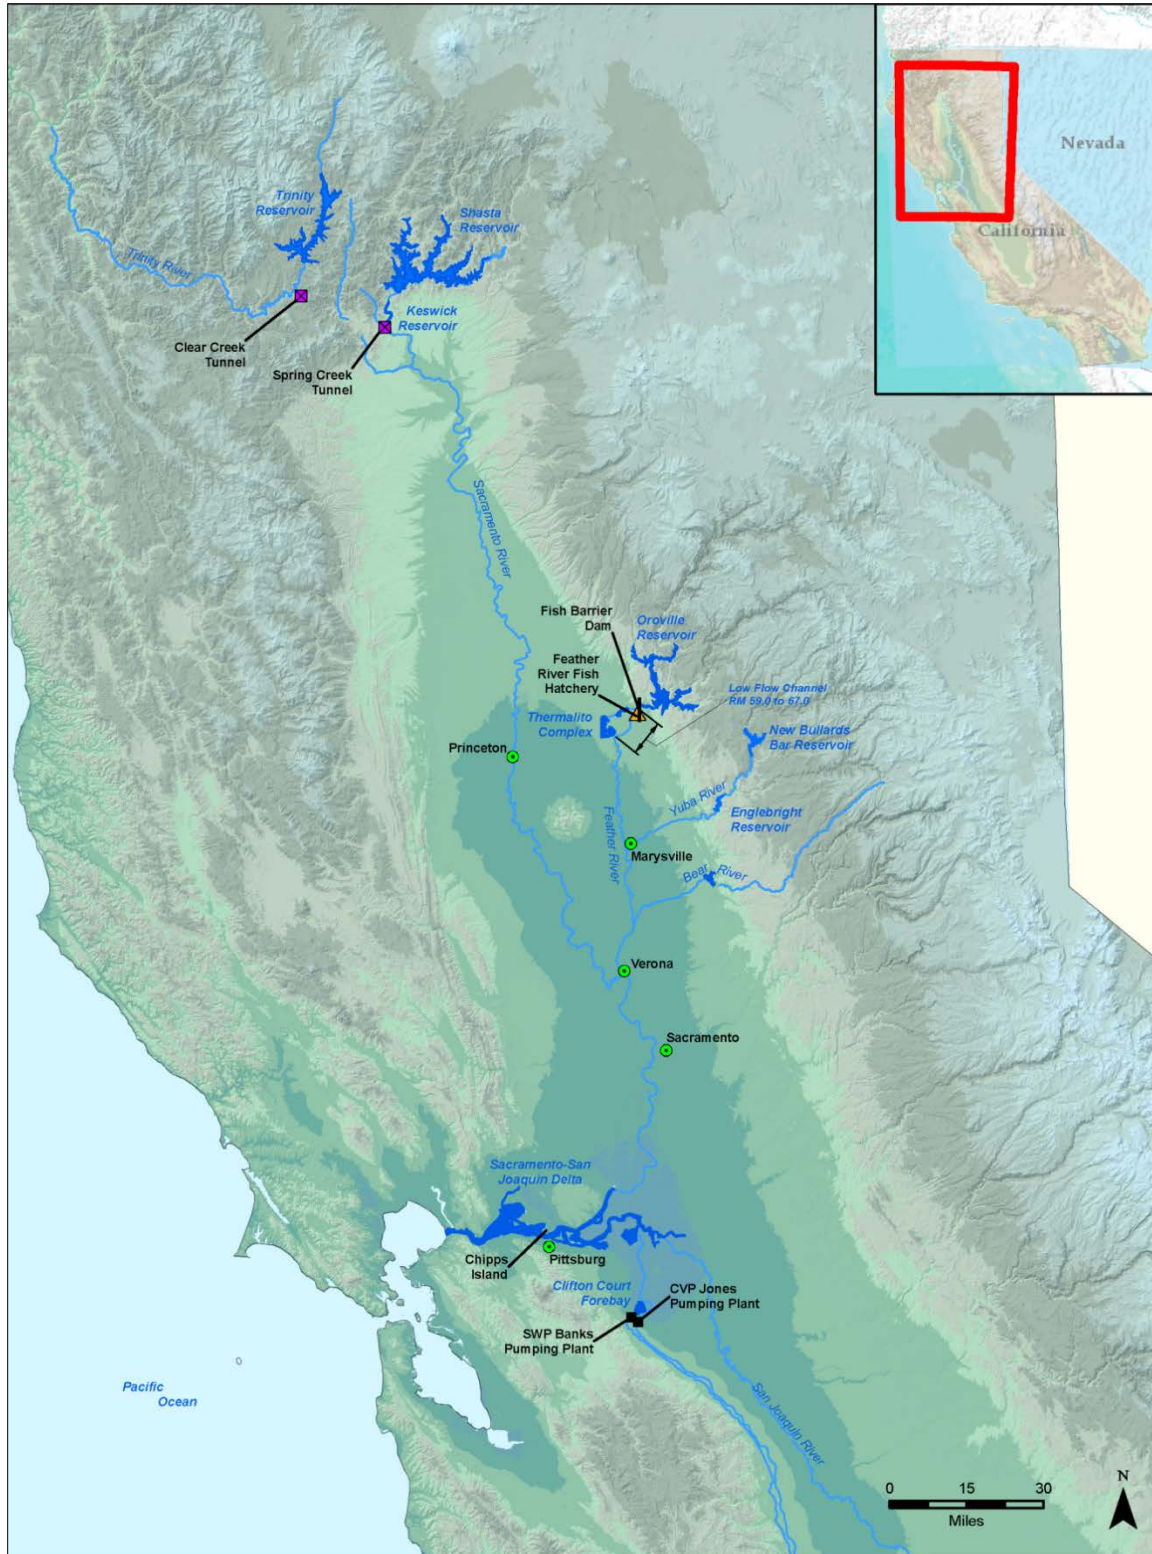 Nevada
California
Trinity
Reservoir
Shasta
Reservoir
Trinity River
Keswick
Reservoir
Clear Creek
Tunnel
Spring Creek
Tunnel
Sacramento River
Fish Barrier
Dam
Oroville
Reservoir
Feather
River Fish
Hatchery
Low Flow Channel
RM 59.0 to 67.0
Thermalito
Complex
New Bullards
Bar Reservoir
Princeton
Yuba River
Englebright
Reservoir
Feather River
Marysville
Bear River
Verona
Sacramento
Sacramento-San
Joaquin Delta
Chipps
Island
Pittsburg
Clifton Court
Forebay
CVP Jones
Pumping Plant
SWP Banks
Pumping Plant
Pacific
Ocean
San Joaquin River
N
0 15 30
Miles